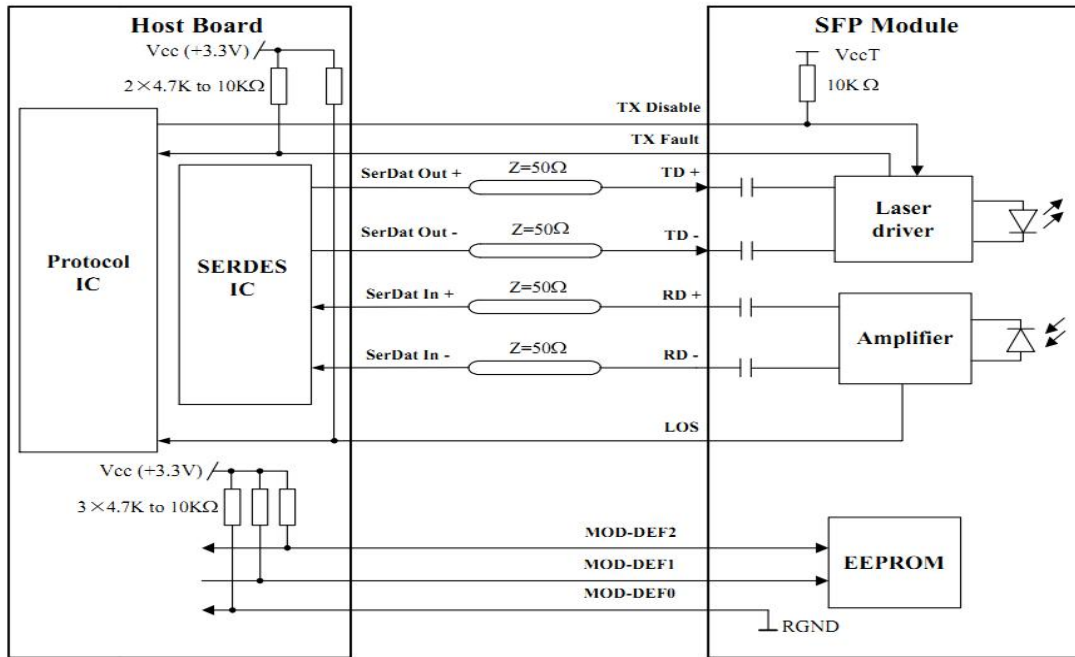 Host Board
SFP Module
Vcc (+3.3V)
2×4.7K to 10KΩ
VccT
10KΩ
TX Disable
TX Fault
SerDat Out +
Z=50Ω
TD +
SerDat Out -
Z=50Ω
TD -
Laser
driver
Protocol
IC
SERDES
IC
SerDat In +
Z=50Ω
RD +
SerDat In -
Z=50Ω
RD -
Amplifier
LOS
Vcc (+3.3V)
3×4.7K to 10KΩ
MOD-DEF2
MOD-DEF1
MOD-DEF0
EEPROM
RGND